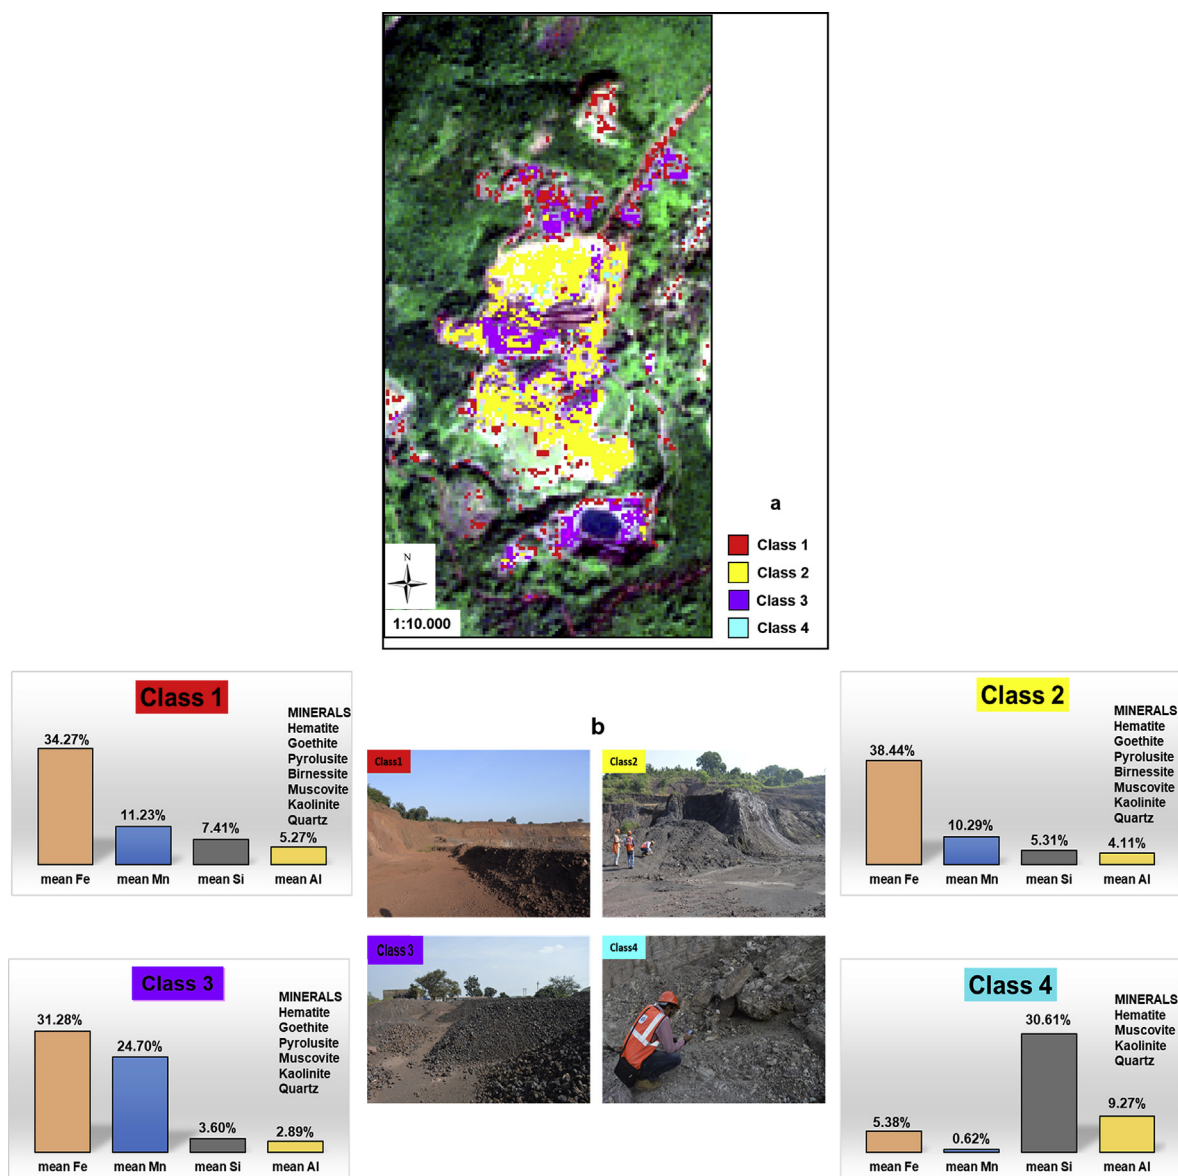 a
Class 1
Class 2
Class 3
Class 4
N
1:10.000
Class 1
MINERALS
Hematite
Goethite
Pyrolusite
Birnessite
Muscovite
Kaolinite
Quartz
34.27%
11.23%
7.41%
5.27%
mean Fe
mean Mn
mean Si
mean Al
b
Class1
Class2
Class 3
Class4
Class 2
MINERALS
Hematite
Goethite
Pyrolusite
Birnessite
Muscovite
Kaolinite
Quartz
38.44%
10.29%
5.31%
4.11%
mean Fe
mean Mn
mean Si
mean Al
Class 3
MINERALS
Hematite
Goethite
Pyrolusite
Muscovite
Kaolinite
Quartz
31.28%
24.70%
3.60%
2.89%
mean Fe
mean Mn
mean Si
mean Al
Class 4
MINERALS
Hematite
Muscovite
Kaolinite
Quartz
5.38%
0.62%
30.61%
9.27%
mean Fe
mean Mn
mean Si
mean Al